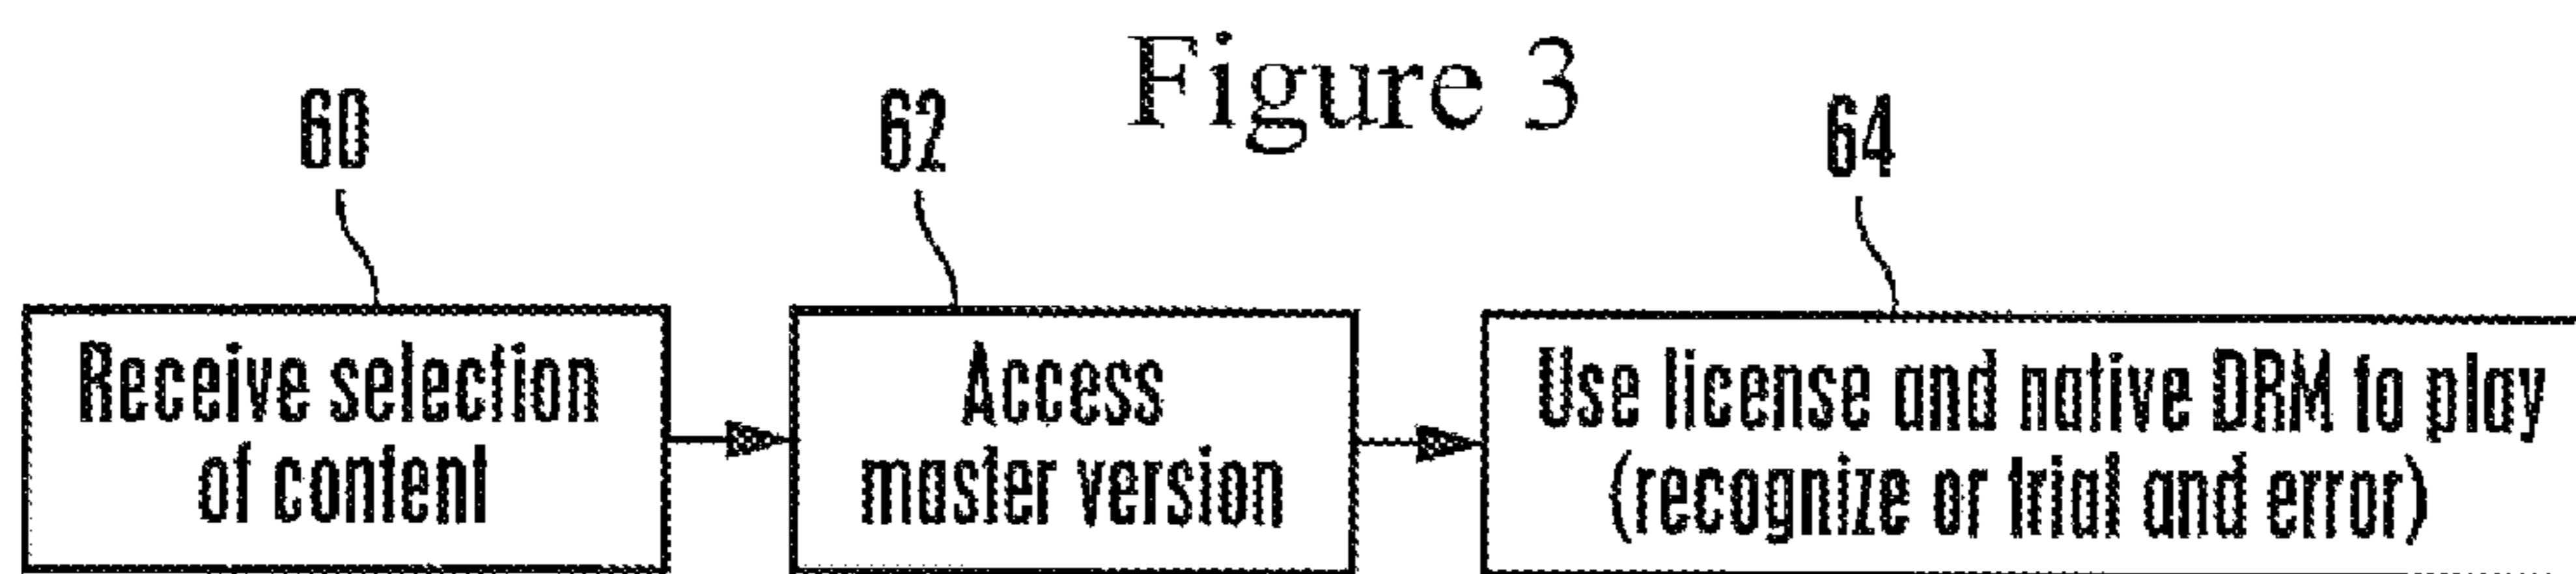 Figure 3
60
62
64
Receive selection
of content
Access
master version
Use license and native DRM to play
(recognize or trial and error)